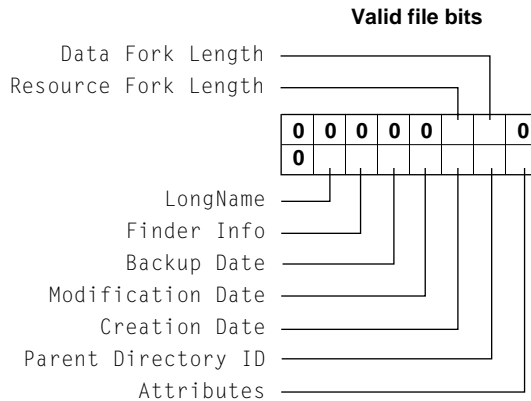 Valid file bits
Data Fork Length
Resource Fork Length
0 0 0 0 0 0
0
LongName
Finder Info
Backup Date
Modification Date
Creation Date
Parent Directory ID
Attributes